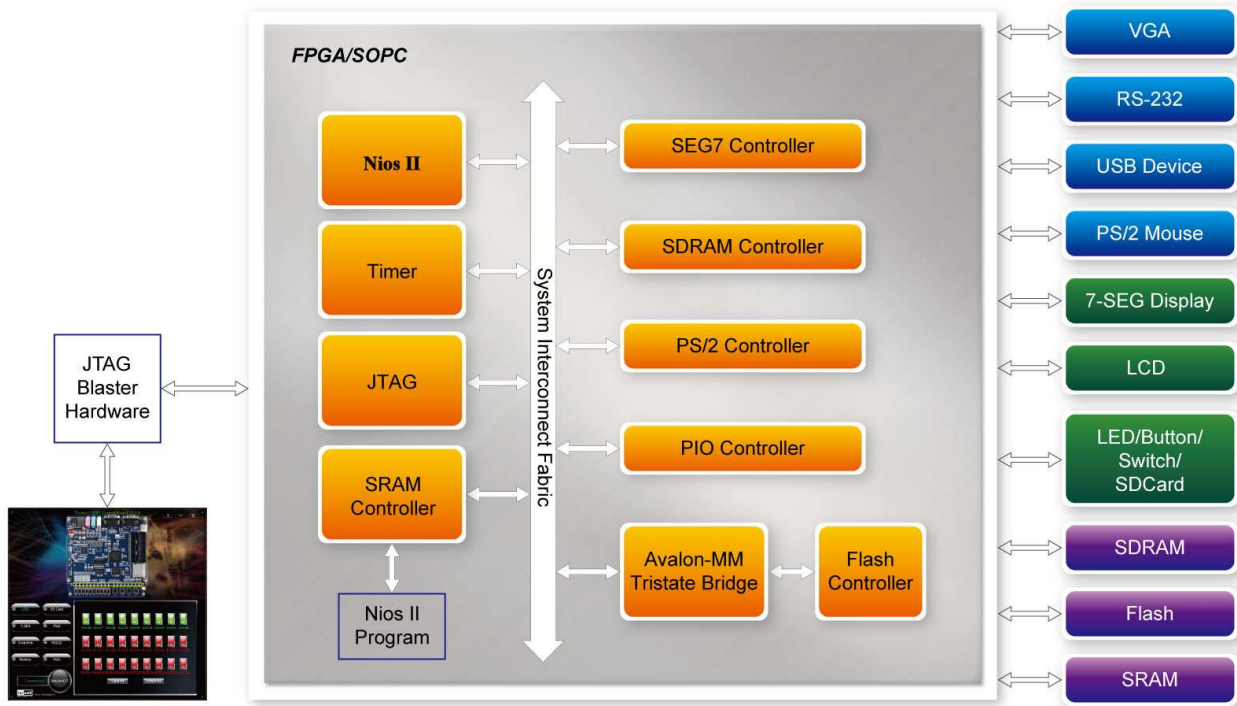 FPGA/SOPC
Nios II
Timer
JTAG
SRAM
Controller
Nios II
Program
System Interconnect Fabric
SEG7 Controller
SDRAM Controller
PS/2 Controller
PIO Controller
Avalon-MM
Tristate Bridge
Flash
Controller
JTAG
Blaster
Hardware
VGA
RS-232
USB Device
PS/2 Mouse
7-SEG Display
LCD
LED/Button/
Switch/
SDCard
SDRAM
Flash
SRAM